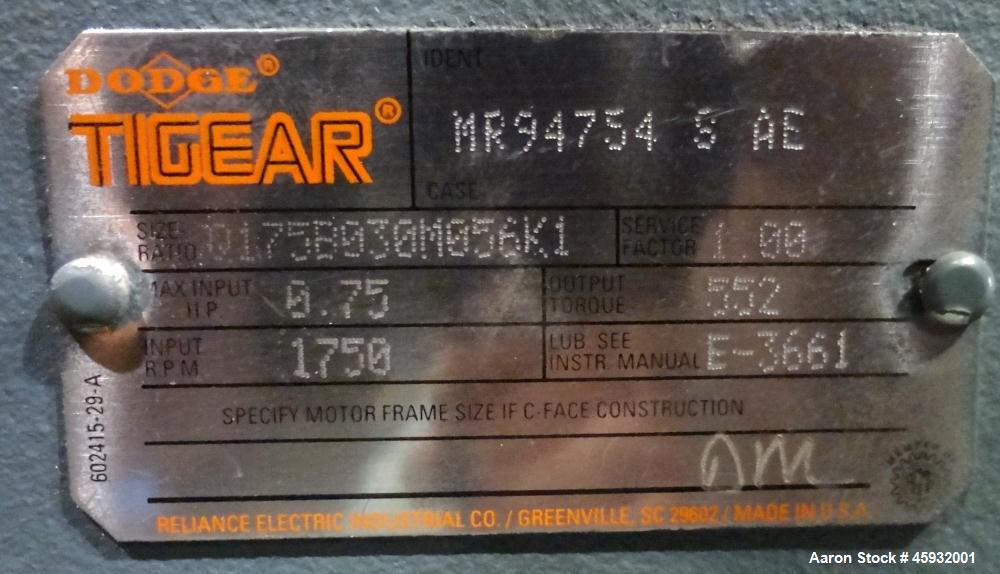 DODGE®
TIGEAR®
IDENT
MR94754 S AE
CASE
SIZE-RATIO Q175B030M056K1
SERVICE FACTOR 1.00
MAX INPUT H.P. 0.75
OUTPUT TORQUE 552
INPUT R.P.M. 1750
LUB. SEE INSTR. MANUAL E-3661
SPECIFY MOTOR FRAME SIZE IF C-FACE CONSTRUCTION
602415-29-A
RELIANCE ELECTRIC INDUSTRIAL CO. / GREENVILLE, SC 29602 / MADE IN U.S.A.
Aaron Stock # 45932001